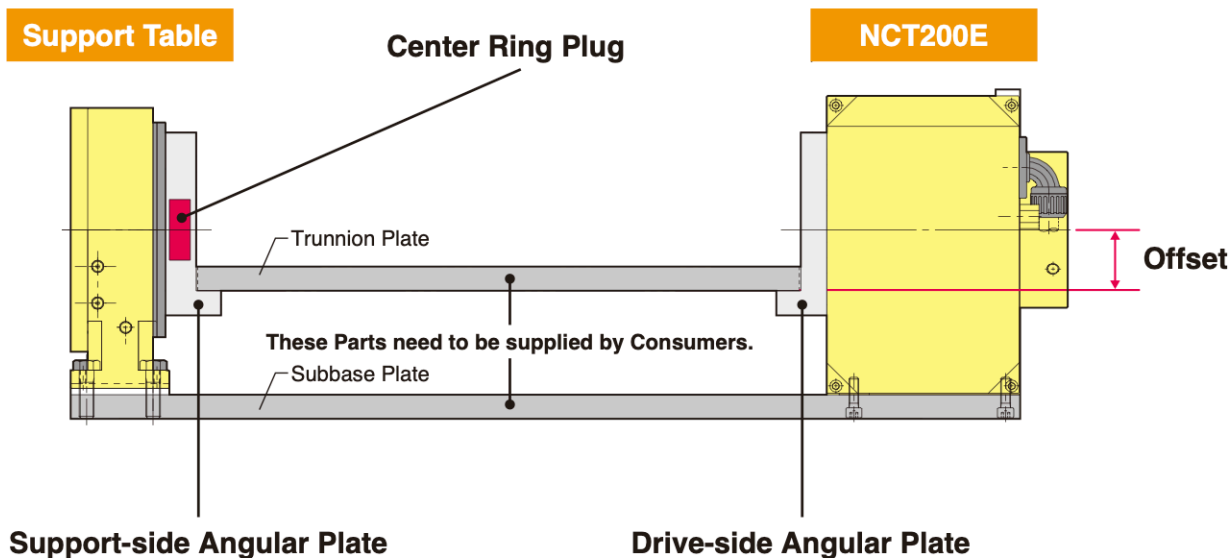 Support Table
Center Ring Plug
NCT200E
Trunnion Plate
Offset
These Parts need to be supplied by Consumers.
Subbase Plate
Support-side Angular Plate
Drive-side Angular Plate